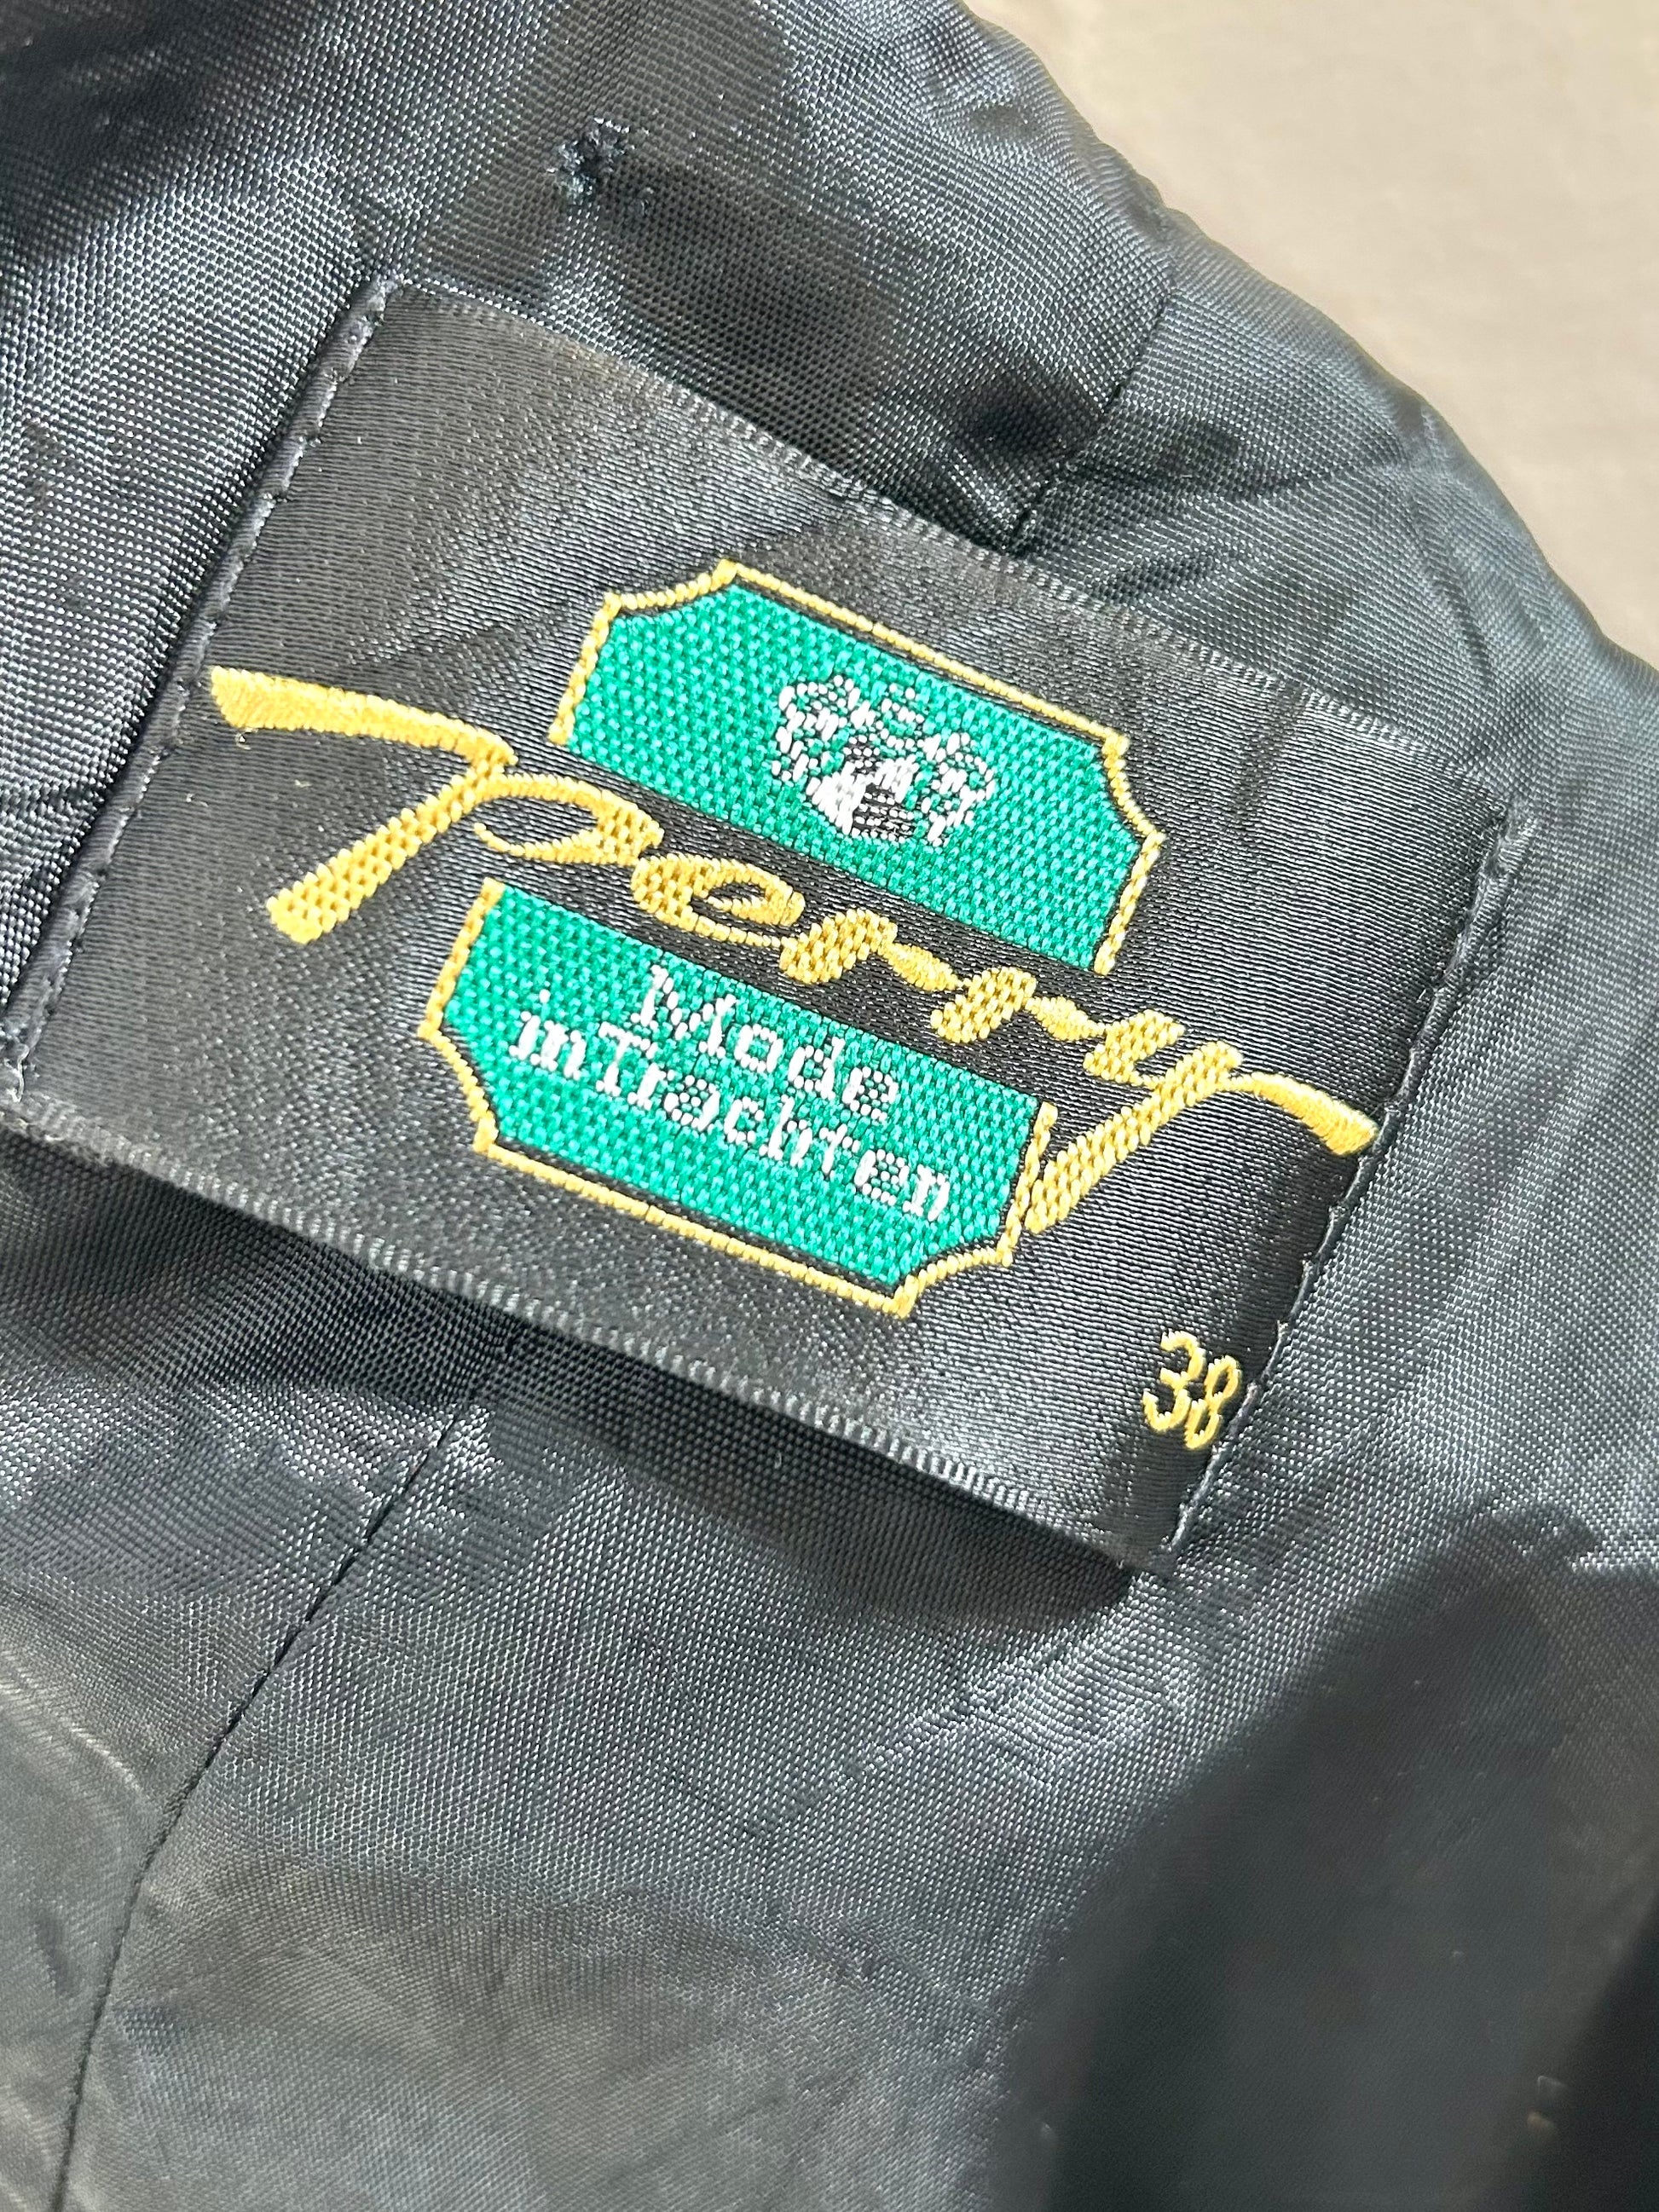 Perry
Mode
in Trachten
38